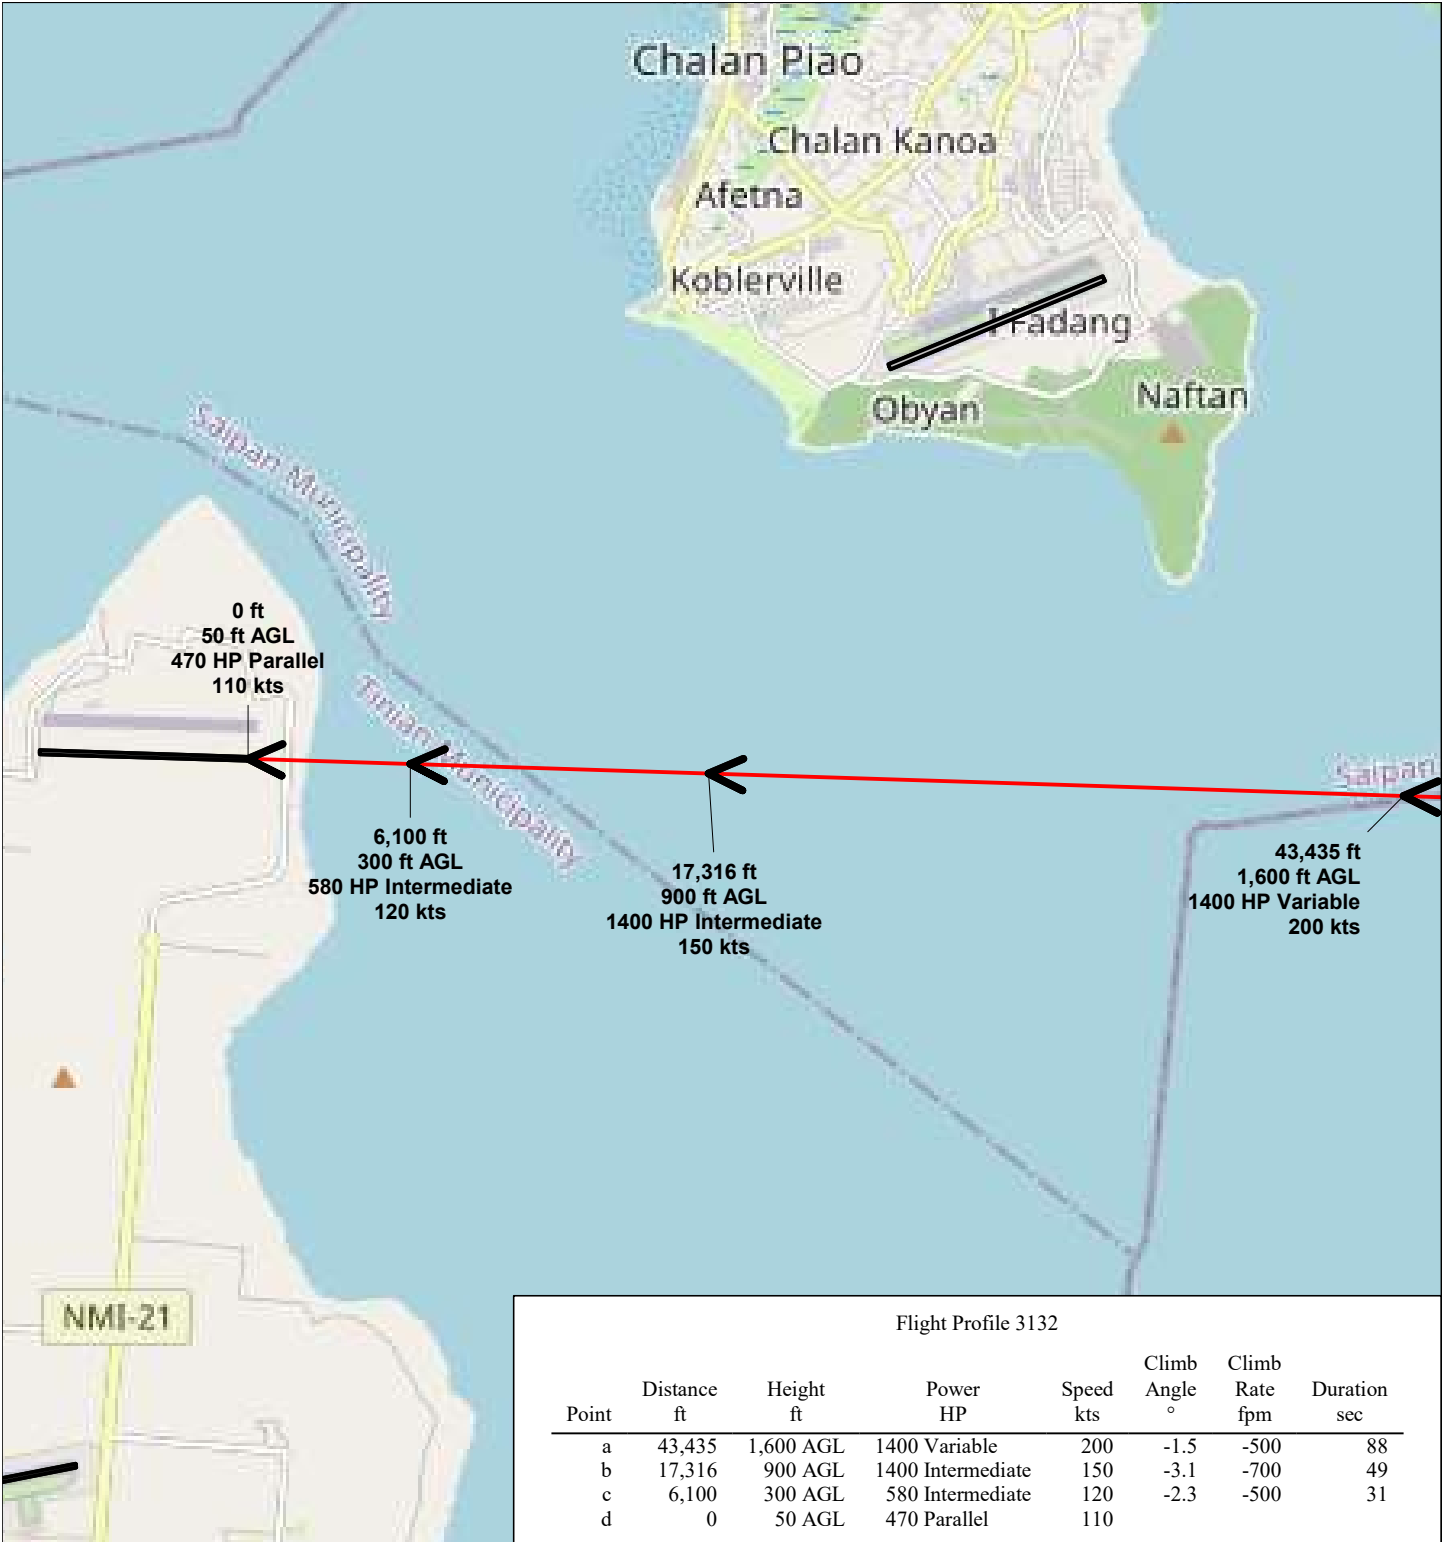 Chalan Piao
Chalan Kanoa
Afetna
Koblerville
I Fadang
Obyan
Naftan
Saipan Municipality
0 ft
50 ft AGL
470 HP Parallel
110 kts
Tinian Municipality
Saipan
6,100 ft
300 ft AGL
580 HP Intermediate
120 kts
17,316 ft
900 ft AGL
1400 HP Intermediate
150 kts
43,435 ft
1,600 ft AGL
1400 HP Variable
200 kts
NMI-21
Flight Profile 3132
Climb Climb
Distance Height Power Speed Angle Rate Duration
Point ft ft HP kts ° fpm sec
a 43,435 1,600 AGL 1400 Variable 200 -1.5 -500 88
b 17,316 900 AGL 1400 Intermediate 150 -3.1 -700 49
c 6,100 300 AGL 580 Intermediate 120 -2.3 -500 31
d 0 50 AGL 470 Parallel 110